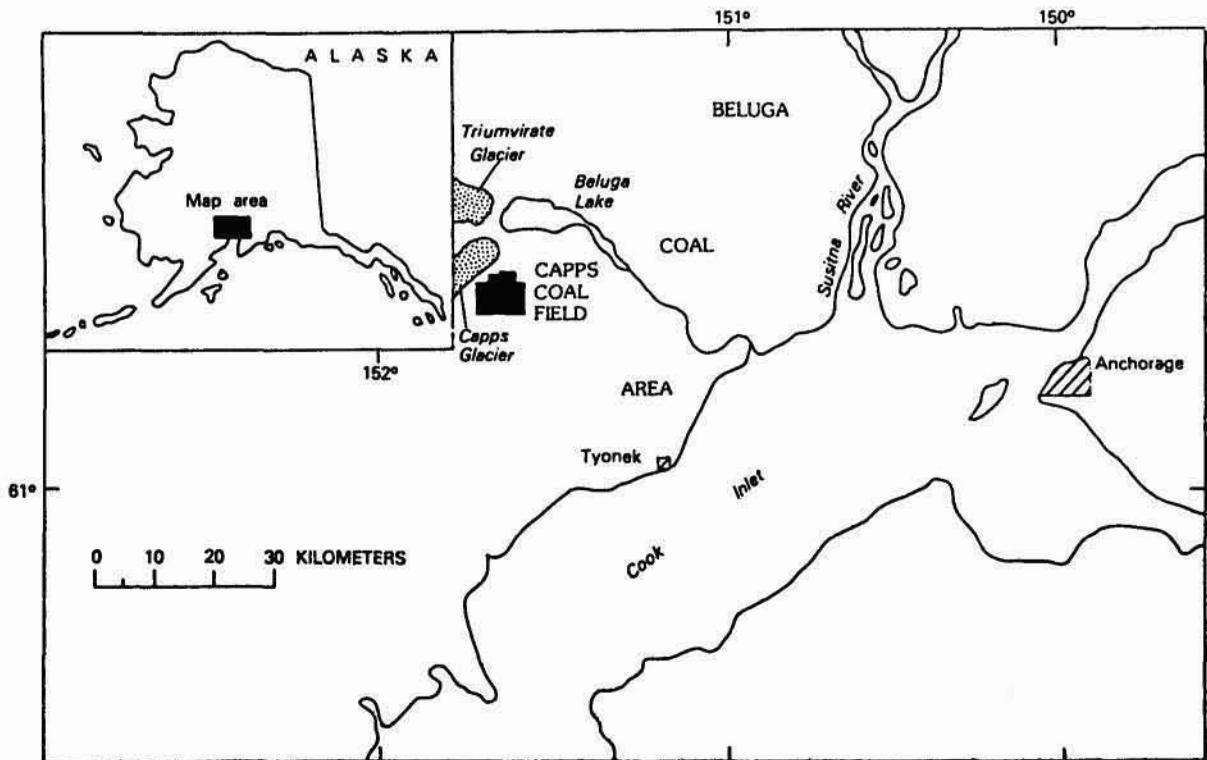 151°
150°
ALASKA
Map area
152°
Triumvirate
Glacier
Beluga
Lake
BELUGA
COAL
AREA
Susitna River
CAPPS
COAL
FIELD
Capps
Glacier
Anchorage
Tyonek
61°
Cook Inlet
0 10 20 30 KILOMETERS